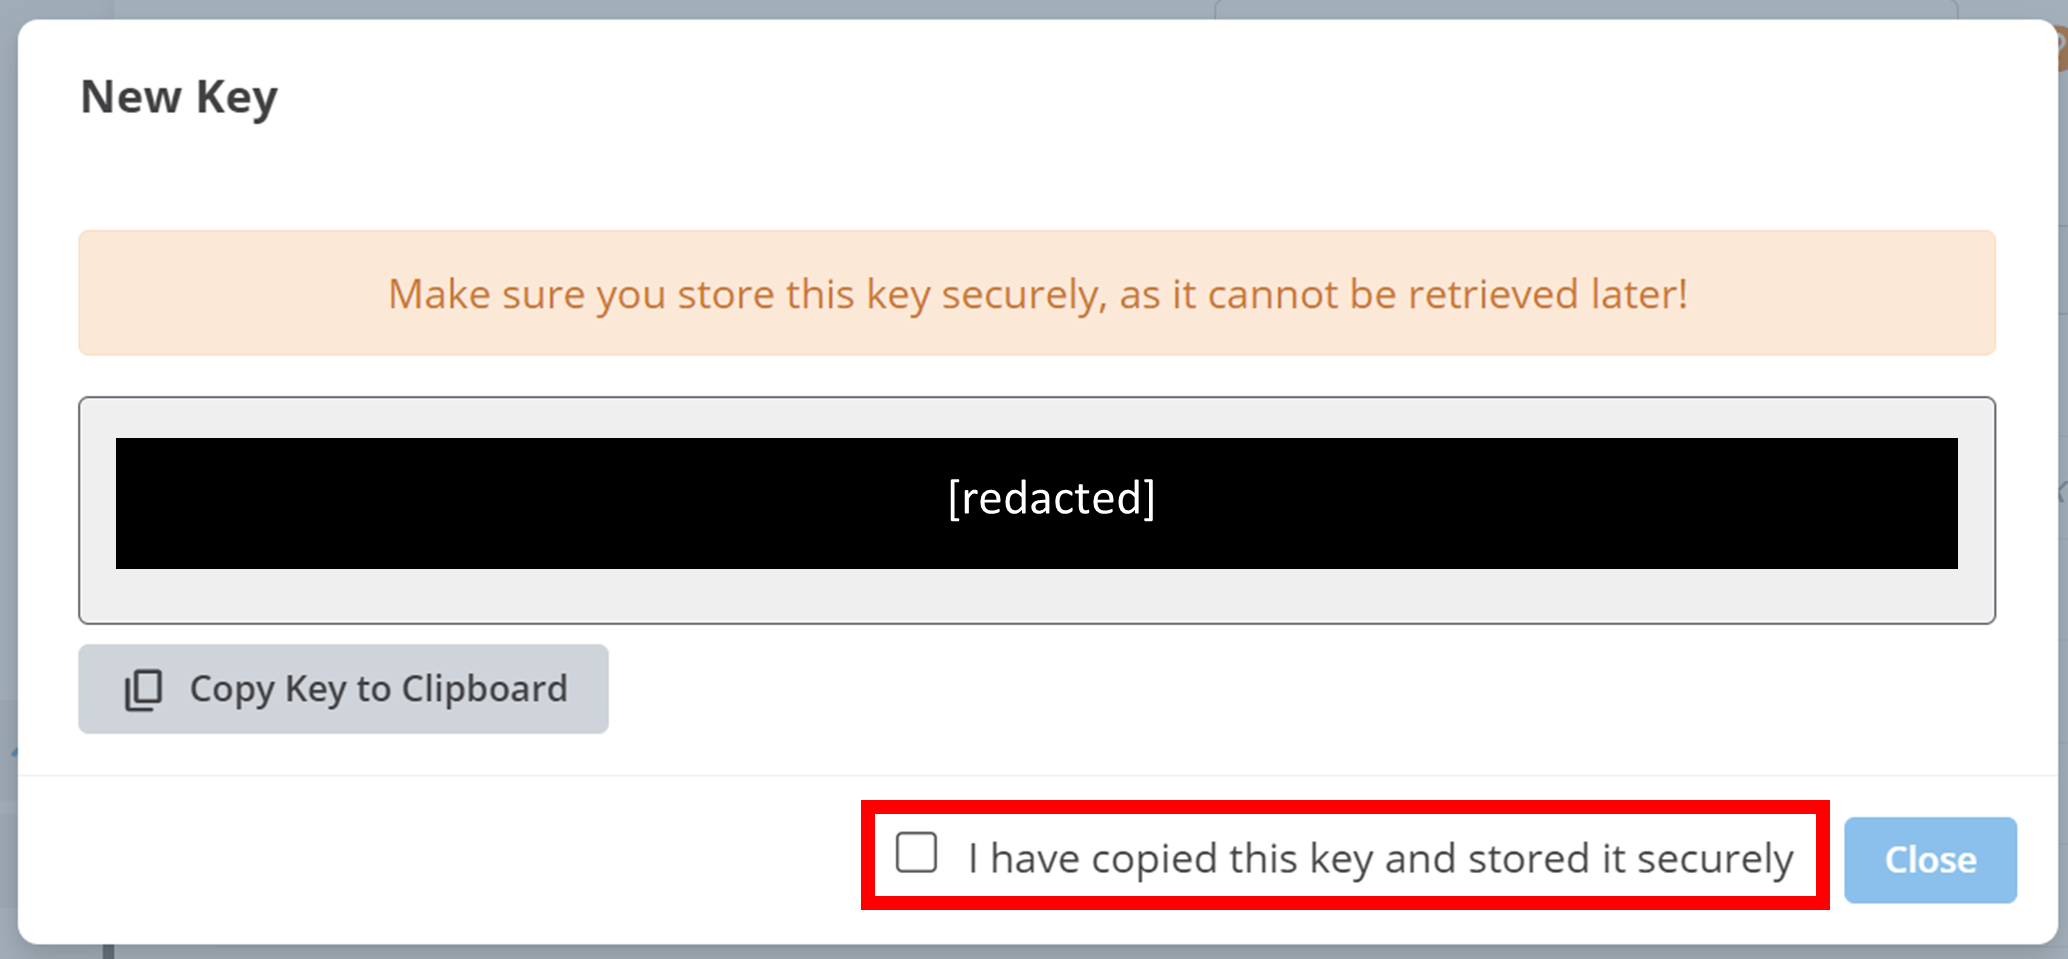 New Key
Make sure you store this key securely, as it cannot be retrieved later!
[redacted]
Copy Key to Clipboard
I have copied this key and stored it securely
Close